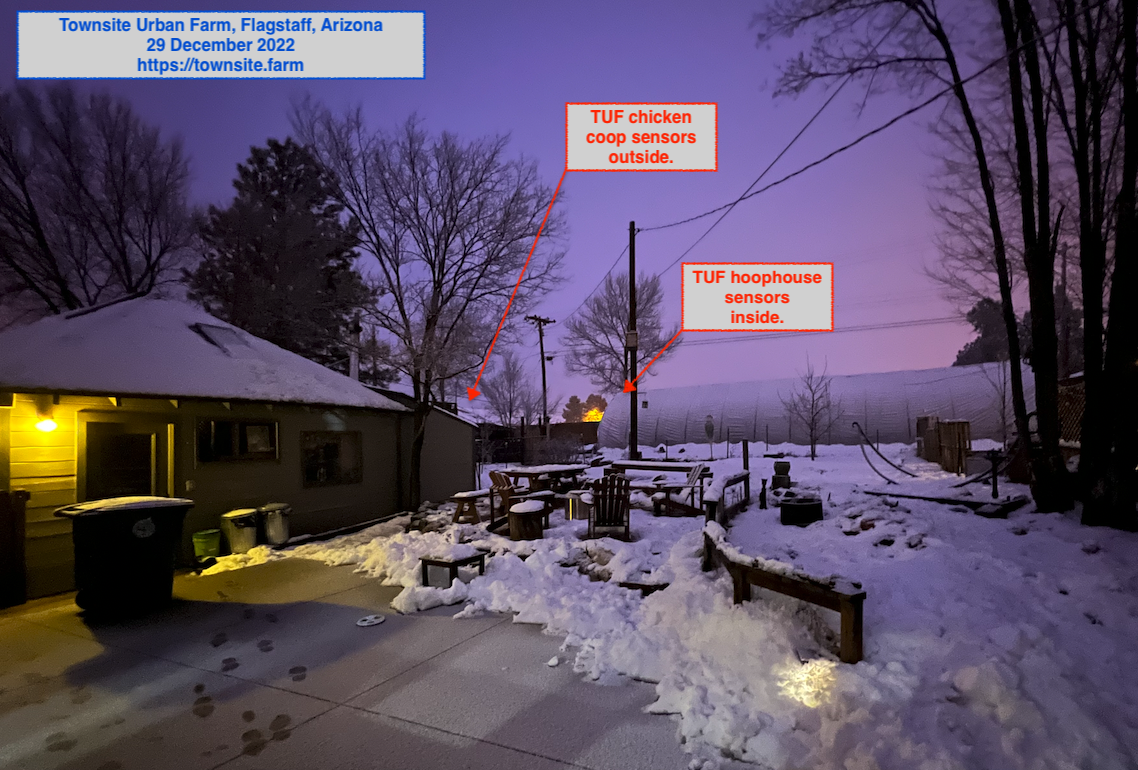 Townsite Urban Farm, Flagstaff, Arizona
29 December 2022
https://townsite.farm
TUF chicken
coop sensors
outside.
TUF hoophouse
sensors
inside.